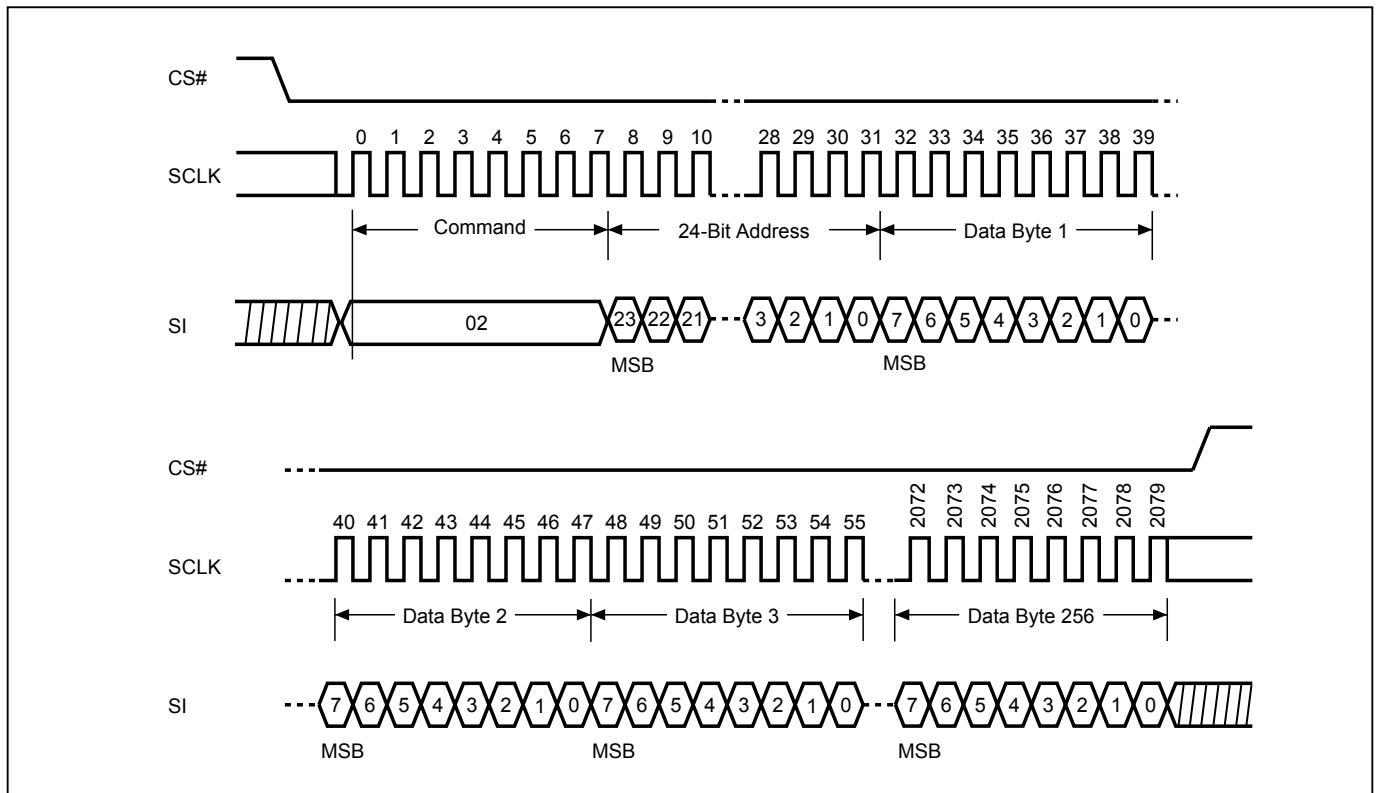 CS#
0 1 2 3 4 5 6 7 8 9 10 28 29 30 31 32 33 34 35 36 37 38 39
SCLK
Command 24-Bit Address Data Byte 1
SI 02 23 22 21 3 2 1 0 7 6 5 4 3 2 1 0
MSB MSB
CS#
40 41 42 43 44 45 46 47 48 49 50 51 52 53 54 55 2072 2073 2074 2075 2076 2077 2078 2079
SCLK
Data Byte 2 Data Byte 3 Data Byte 256
SI 7 6 5 4 3 2 1 0 7 6 5 4 3 2 1 0 7 6 5 4 3 2 1 0
MSB MSB MSB